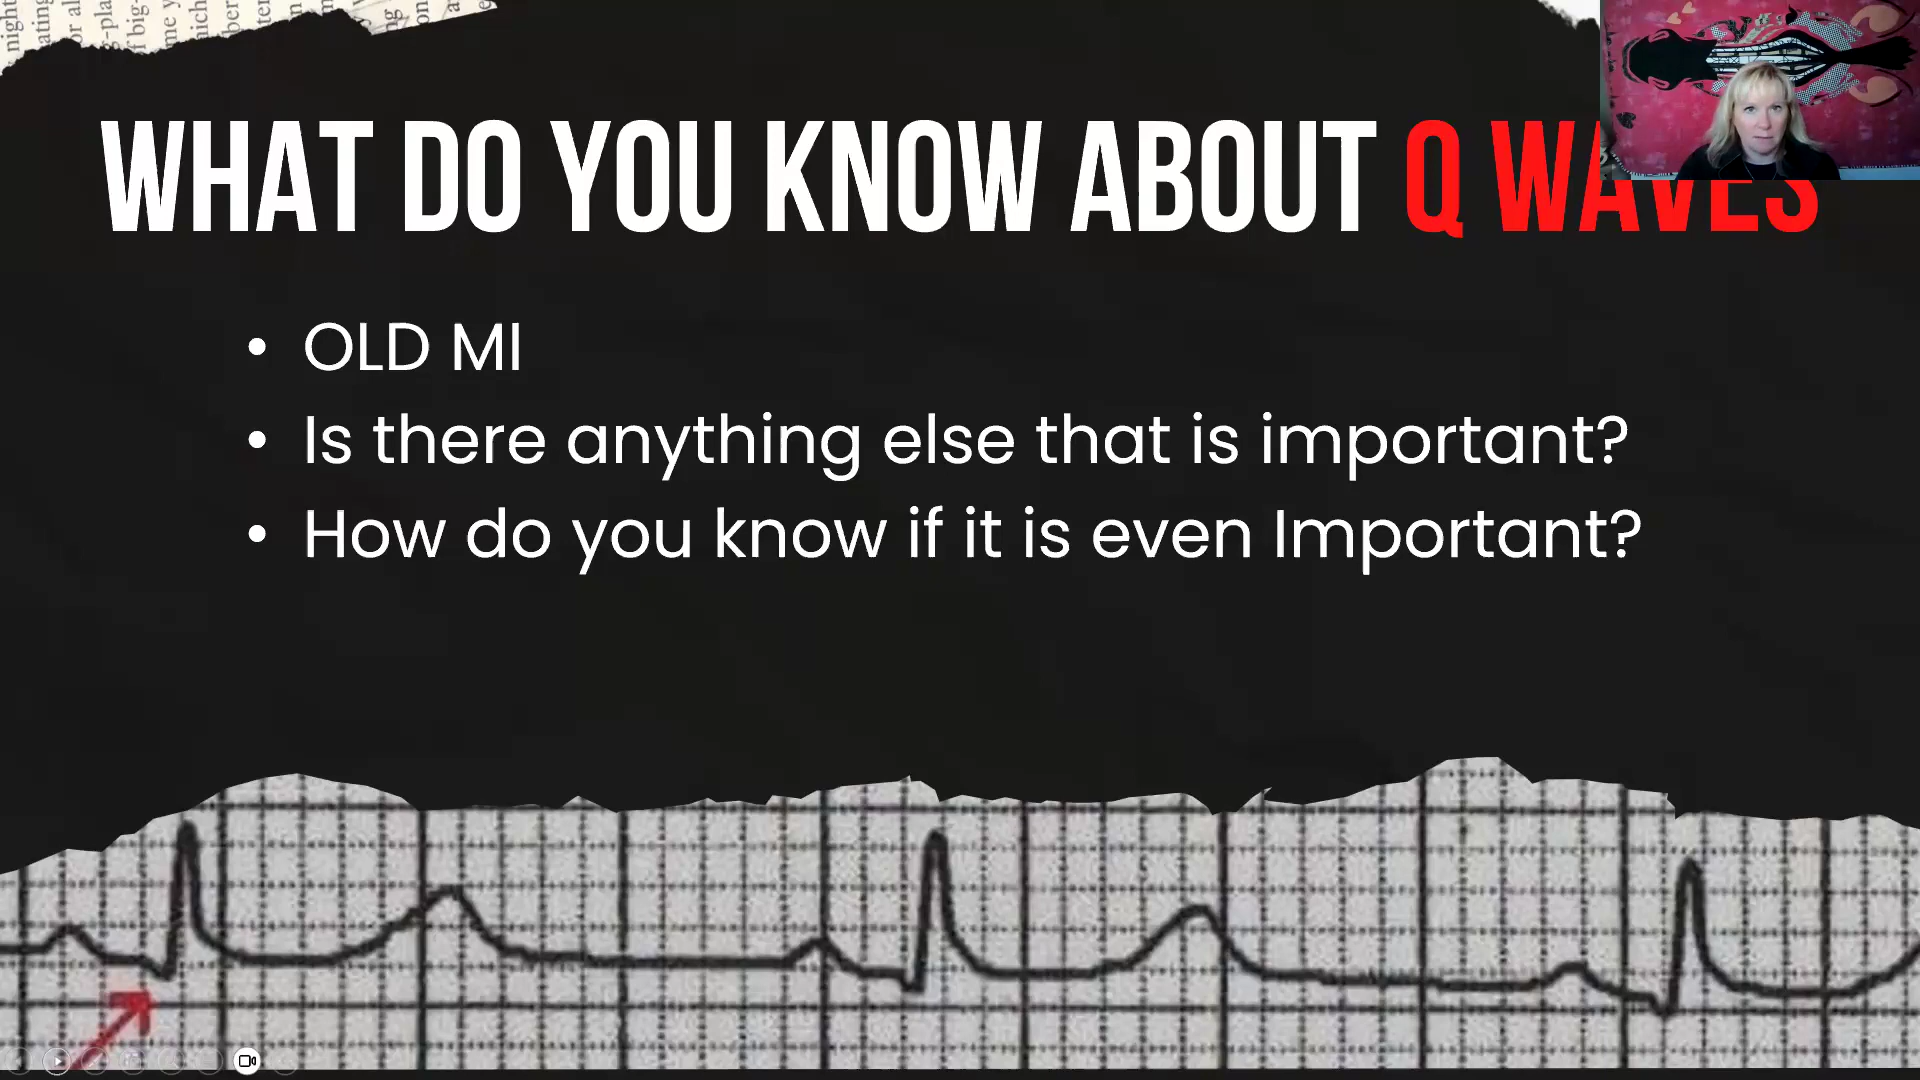 WHAT DO YOU KNOW ABOUT Q WAVES
• OLD MI
• Is there anything else that is important?
• How do you know if it is even Important?